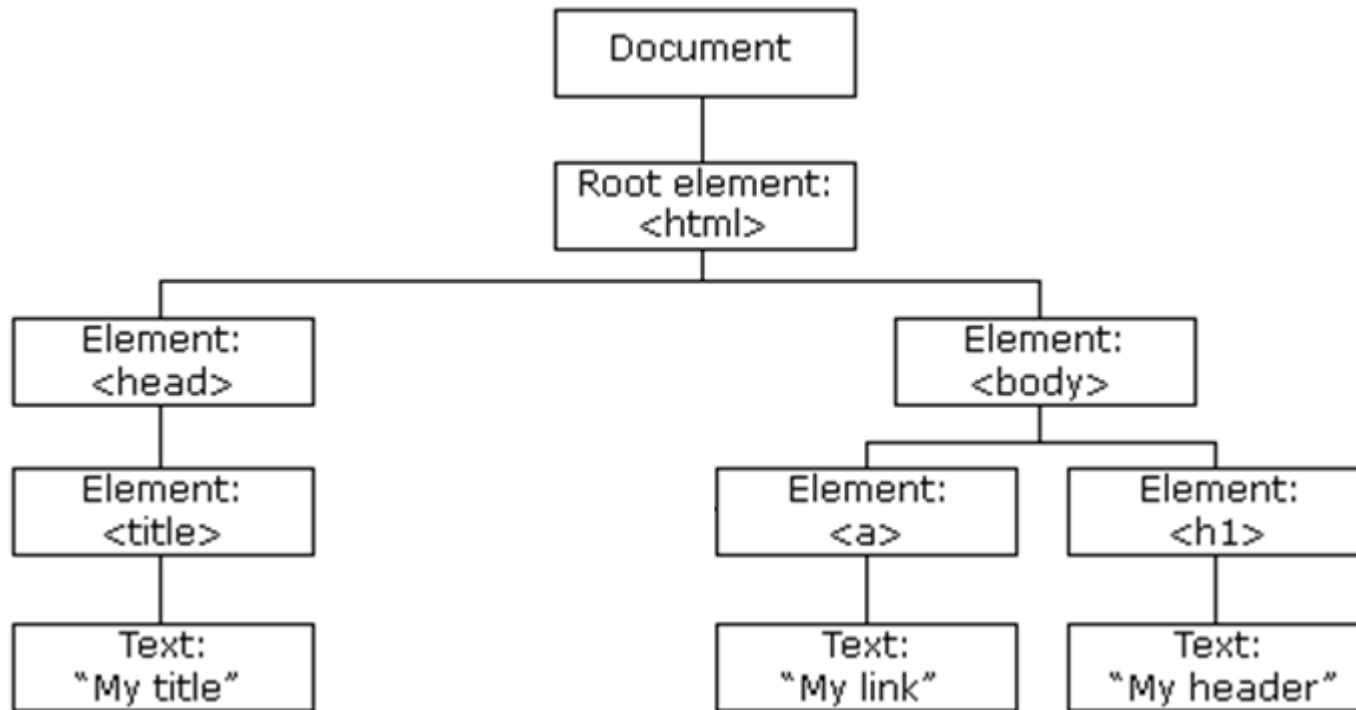 Document
Root element:
<html>
Element:
<head>
Element:
<body>
Element:
<title>
Element:
<a>
Element:
<h1>
Text:
“My title”
Text:
“My link”
Text:
“My header”